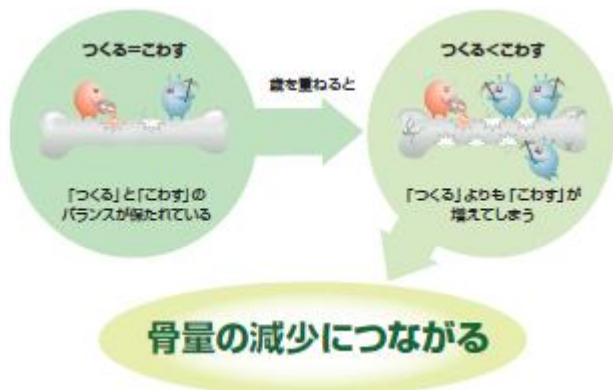 つくる=こわす
「つくる」と「こわす」の
バランスが保たれている
歳を重ねると
つくる<こわす
「つくる」よりも「こわす」が
増えてしまう
骨量の減少につながる